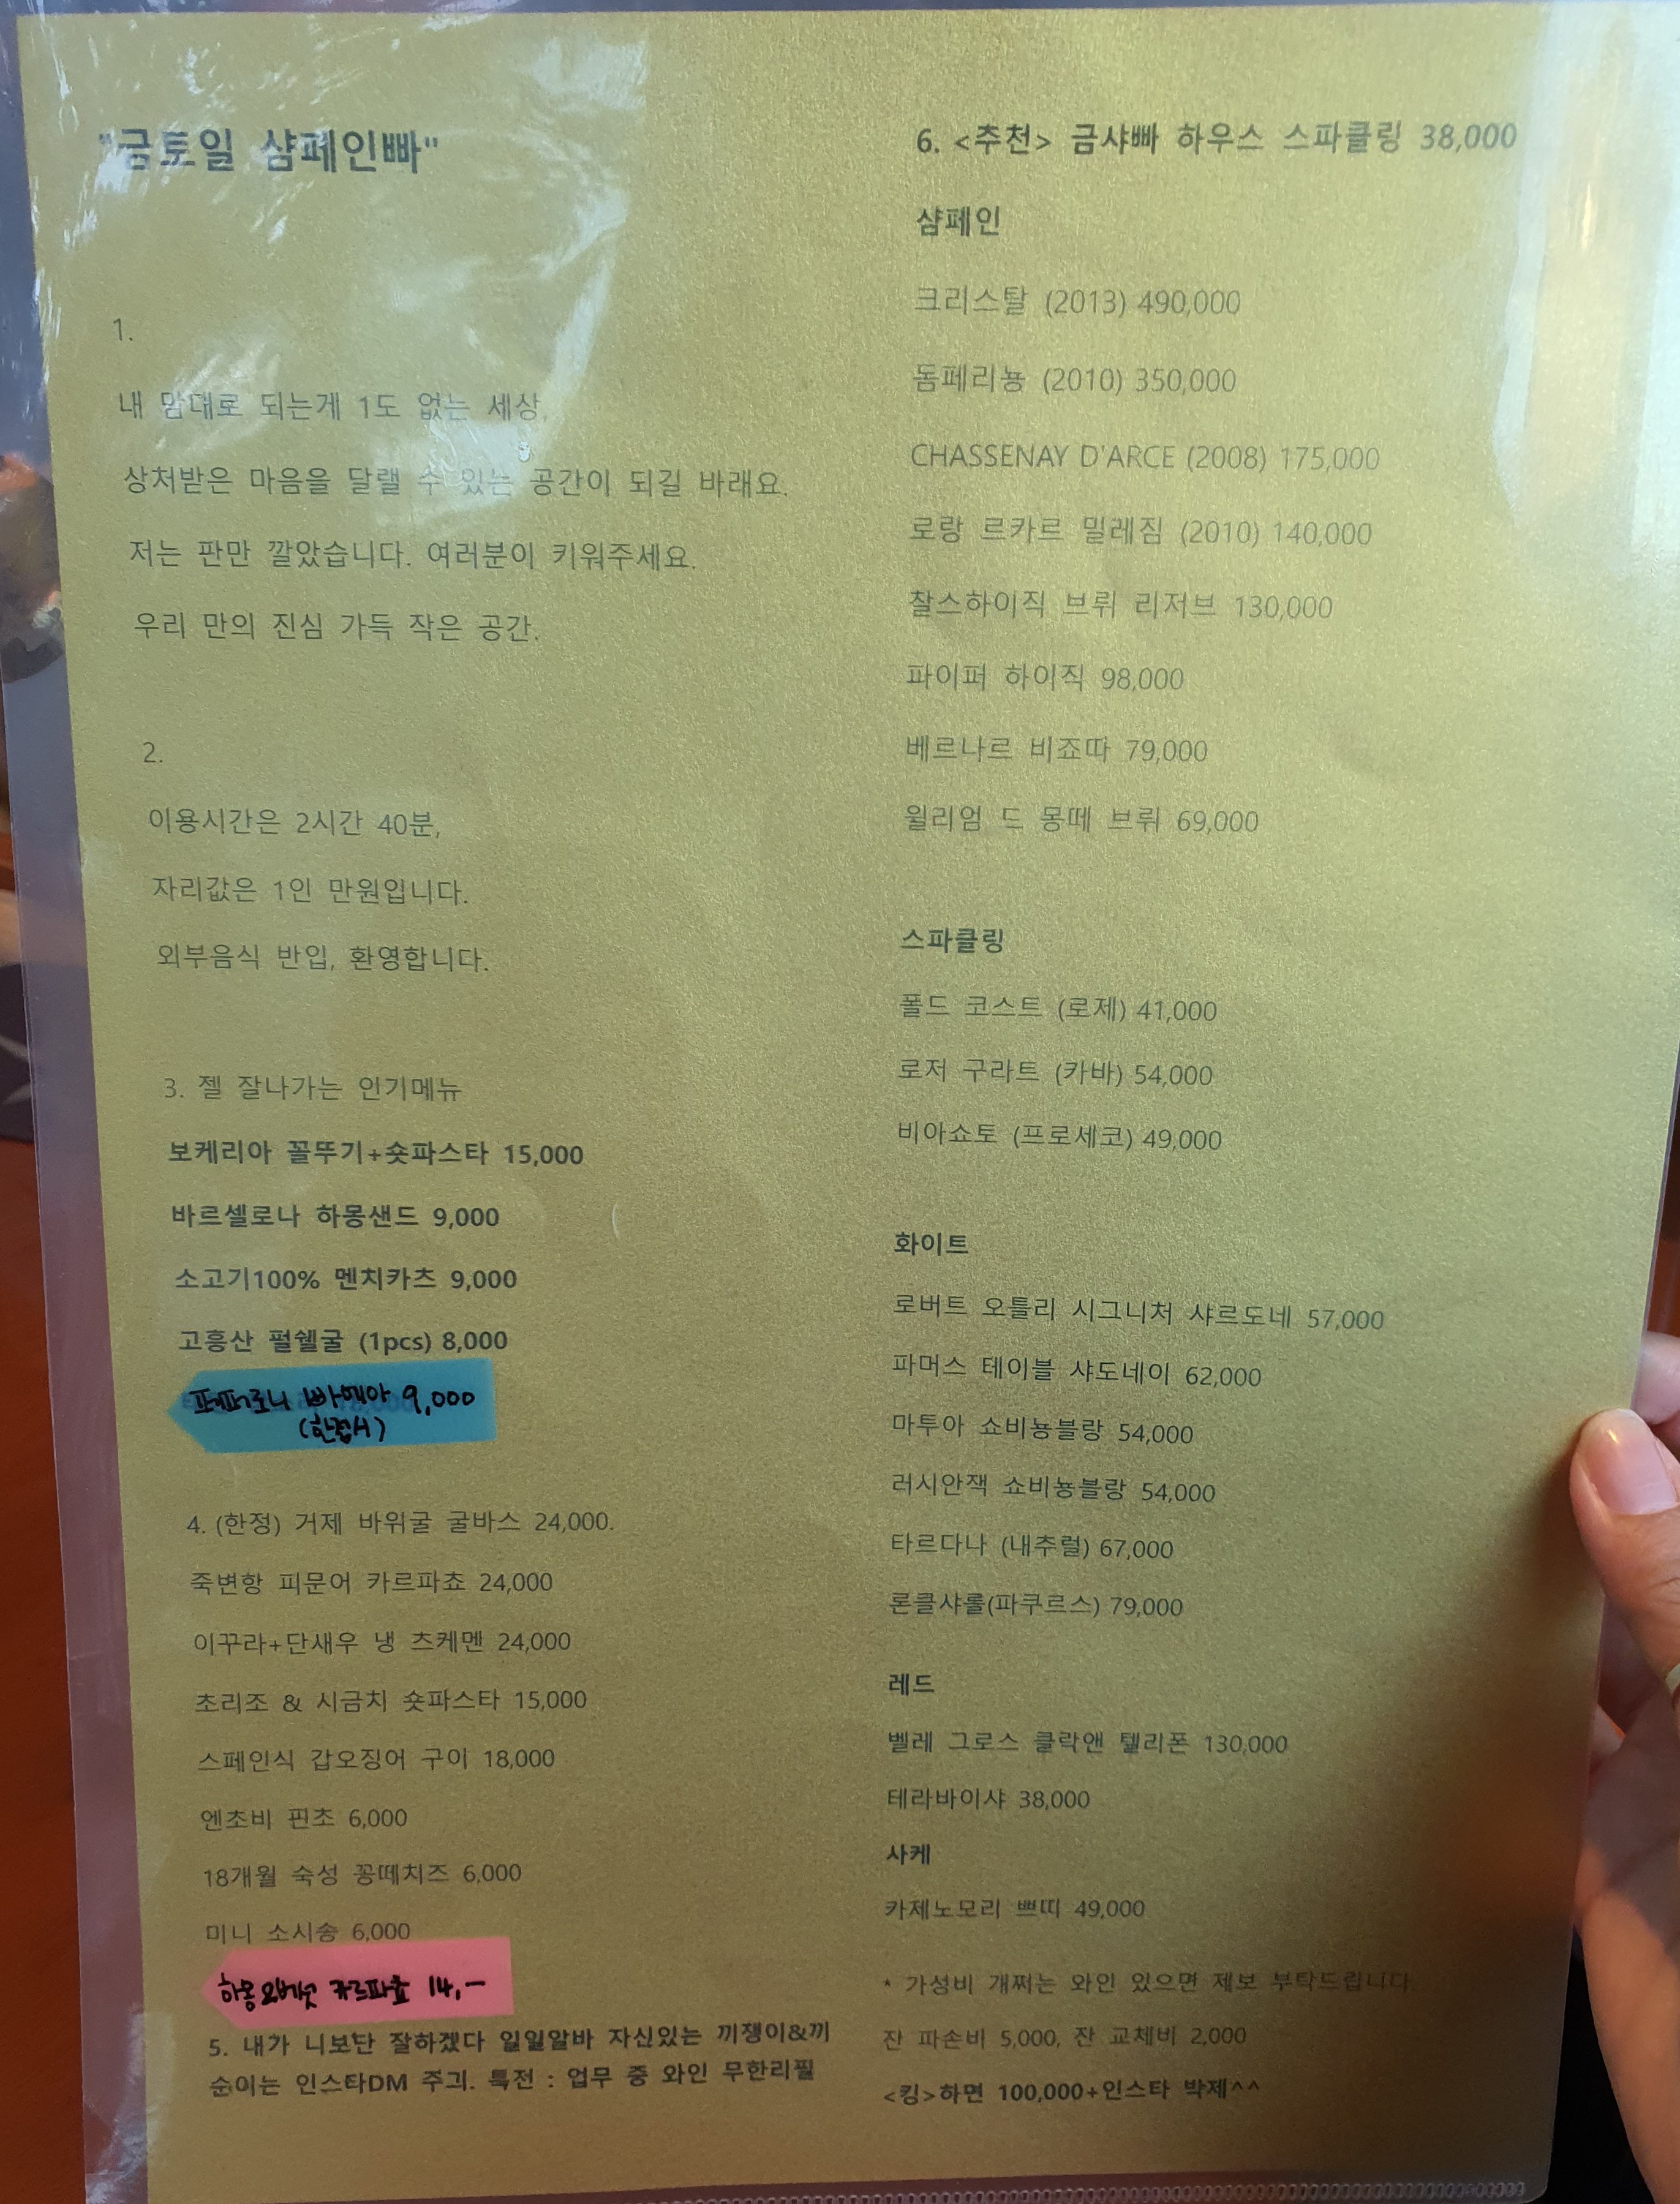 "금토일 샴페인빠"
1.
내 맘대로 되는게 1도 없는 세상,
상처받은 마음을 달랠 수 있는 공간이 되길 바래요.
저는 판만 깔았습니다. 여러분이 키워주세요.
우리 만의 진심 가득 작은 공간.
2.
이용시간은 2시간 40분,
자리값은 1인 만원입니다.
외부음식 반입, 환영합니다.
3. 젤 잘나가는 인기메뉴
보케리아 꼴뚜기+숏파스타 15,000
바르셀로나 하몽샌드 9,000
소고기100% 멘치카츠 9,000
고흥산 펄쉘굴 (1pcs) 8,000
페퍼로니 빠에야 9,000
(한접시)
4. (한정) 거제 바위굴 굴바스 24,000.
죽변항 피문어 카르파쵸 24,000
이꾸라+단새우 냉 츠케멘 24,000
초리조 & 시금치 숏파스타 15,000
스페인식 갑오징어 구이 18,000
엔초비 핀초 6,000
18개월 숙성 꽁떼치즈 6,000
미니 소시송 6,000
하몽 카르파쵸 14,-
5. 내가 니보단 잘하겠다 일일알바 자신있는 끼쟁이&끼
순이는 인스타DM 주긔. 특전 : 업무 중 와인 무한리필
6. <추천> 금샤빠 하우스 스파클링 38,000
샴페인
크리스탈 (2013) 490,000
돔페리뇽 (2010) 350,000
CHASSENAY D'ARCE (2008) 175,000
로랑 르카르 밀레짐 (2010) 140,000
찰스하이직 브뤼 리저브 130,000
파이퍼 하이직 98,000
베르나르 비죠따 79,000
윌리엄 드 몽떼 브뤼 69,000
스파클링
폴드 코스트 (로제) 41,000
로저 구라트 (카바) 54,000
비아쇼토 (프로세코) 49,000
화이트
로버트 오틀리 시그니처 샤르도네 57,000
파머스 테이블 샤도네이 62,000
마투아 쇼비뇽블랑 54,000
러시안잭 쇼비뇽블랑 54,000
타르다나 (내추럴) 67,000
론클샤롤(파쿠르스) 79,000
레드
벨레 그로스 클락앤 텔리폰 130,000
테라바이샤 38,000
사케
카제노모리 쁘띠 49,000
* 가성비 개쩌는 와인 있으면 제보 부탁드립니다.
잔 파손비 5,000, 잔 교체비 2,000
<킹>하면 100,000+인스타 박제^^